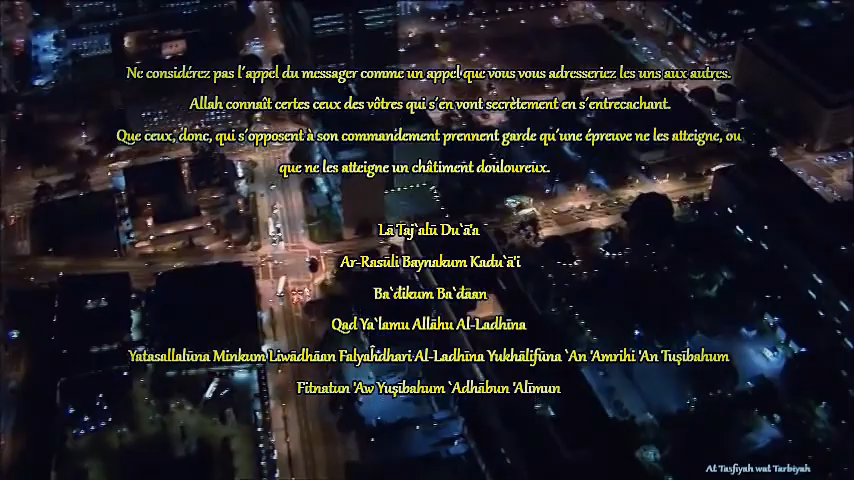 Ne considérez pas l'appel du messager comme un appel que vous vous adresseriez les uns aux autres.
Allah connaît certes ceux des vôtres qui s'en vont secrètement en s'entrecachant.
Que ceux, donc, qui s'opposent à son commandement prennent garde qu'une épreuve ne les atteigne, ou
que ne les atteigne un châtiment douloureux.
Lā Taj`alū Du`ā'a
Ar-Rasūli Baynakum Kadu`ā'i
Ba`đikum Ba`đāan
Qad Ya`lamu Allāhu Al-Ladhīna
Yatasallalūna Minkum Liwādhāan Falyaĥdhari Al-Ladhīna Yukhālifūna `An 'Amrihi 'An Tuşībahum
Fitnatun 'Aw Yuşībahum `Adhābun 'Alīmun
At Tasfiyah wat Tarbiyah